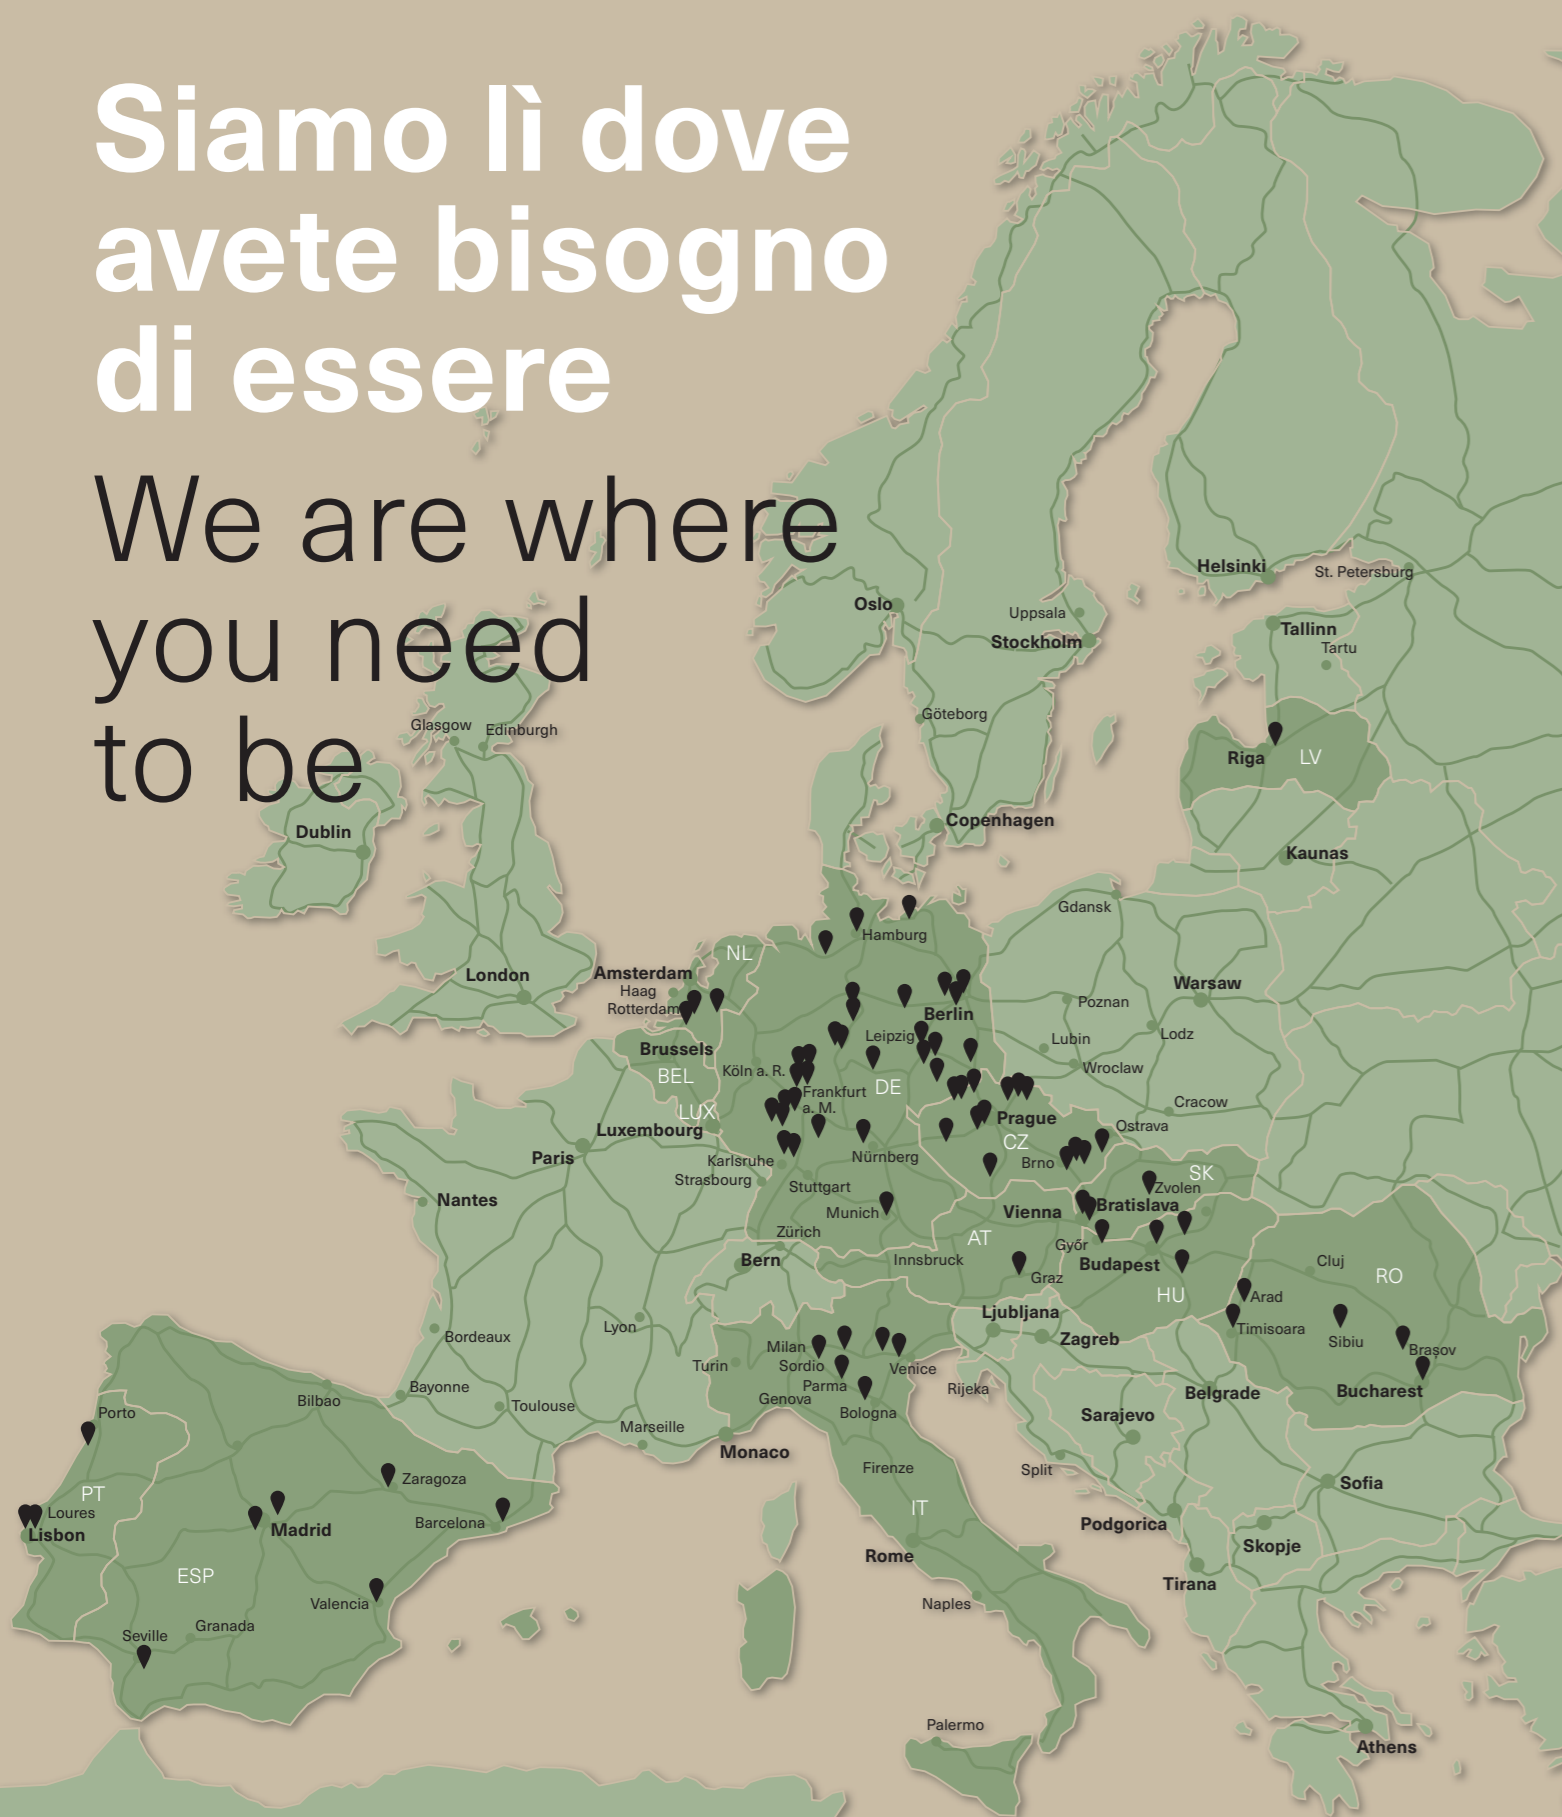 Siamo lì dove
avete bisogno
di essere
We are where
you need
to be
Helsinki
St. Petersburg
Oslo
Uppsala
Stockholm
Tallinn
Tartu
Göteborg
Glasgow
Edinburgh
Riga
LV
Dublin
Copenhagen
Kaunas
Gdansk
Hamburg
NL
London
Amsterdam
Haag
Rotterdam
Warsaw
Poznan
Berlin
Leipzig
Lodz
Lubin
Brussels
Wroclaw
Köln a. R.
BEL
DE
Frankfurt
a. M.
Cracow
LUX
Luxembourg
Prague
Ostrava
CZ
Paris
Nürnberg
Karlsruhe
Brno
SK
Strasbourg
Stuttgart
Zvolen
Nantes
Bratislava
Munich
Vienna
Zürich
AT
Győr
Bern
Innsbruck
Budapest
Cluj
RO
Graz
HU
Arad
Ljubljana
Lyon
Timisoara
Bordeaux
Zagreb
Sibiu
Milan
Brasov
Turin
Sordio
Venice
Bayonne
Parma
Rijeka
Belgrade
Bucharest
Bilbao
Genova
Toulouse
Porto
Bologna
Sarajevo
Marseille
Monaco
Firenze
Split
Zaragoza
Sofia
PT
IT
Loures
Barcelona
Podgorica
Lisbon
Madrid
Skopje
Rome
ESP
Tirana
Valencia
Naples
Granada
Seville
Palermo
Athens